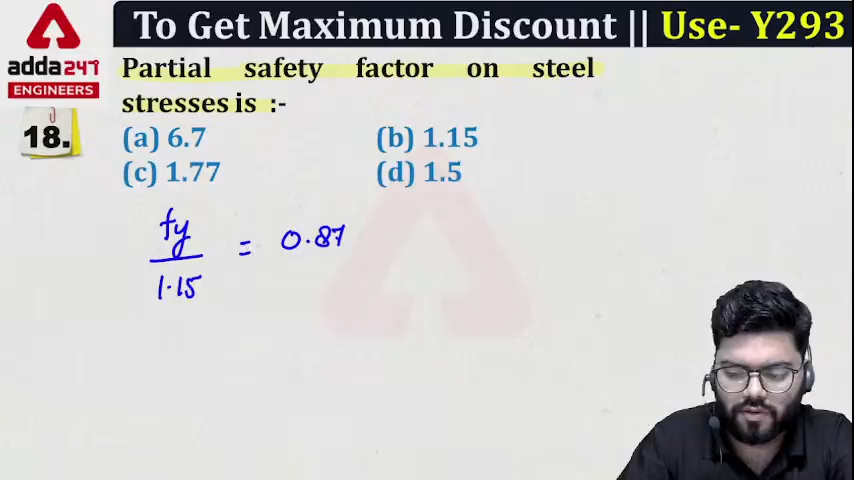 To Get Maximum Discount || Use- Y293
adda247
ENGINEERS
Partial safety factor on steel
stresses is :-
18.
(a) 6.7 (b) 1.15
(c) 1.77 (d) 1.5
fy
= 0.87
1.15